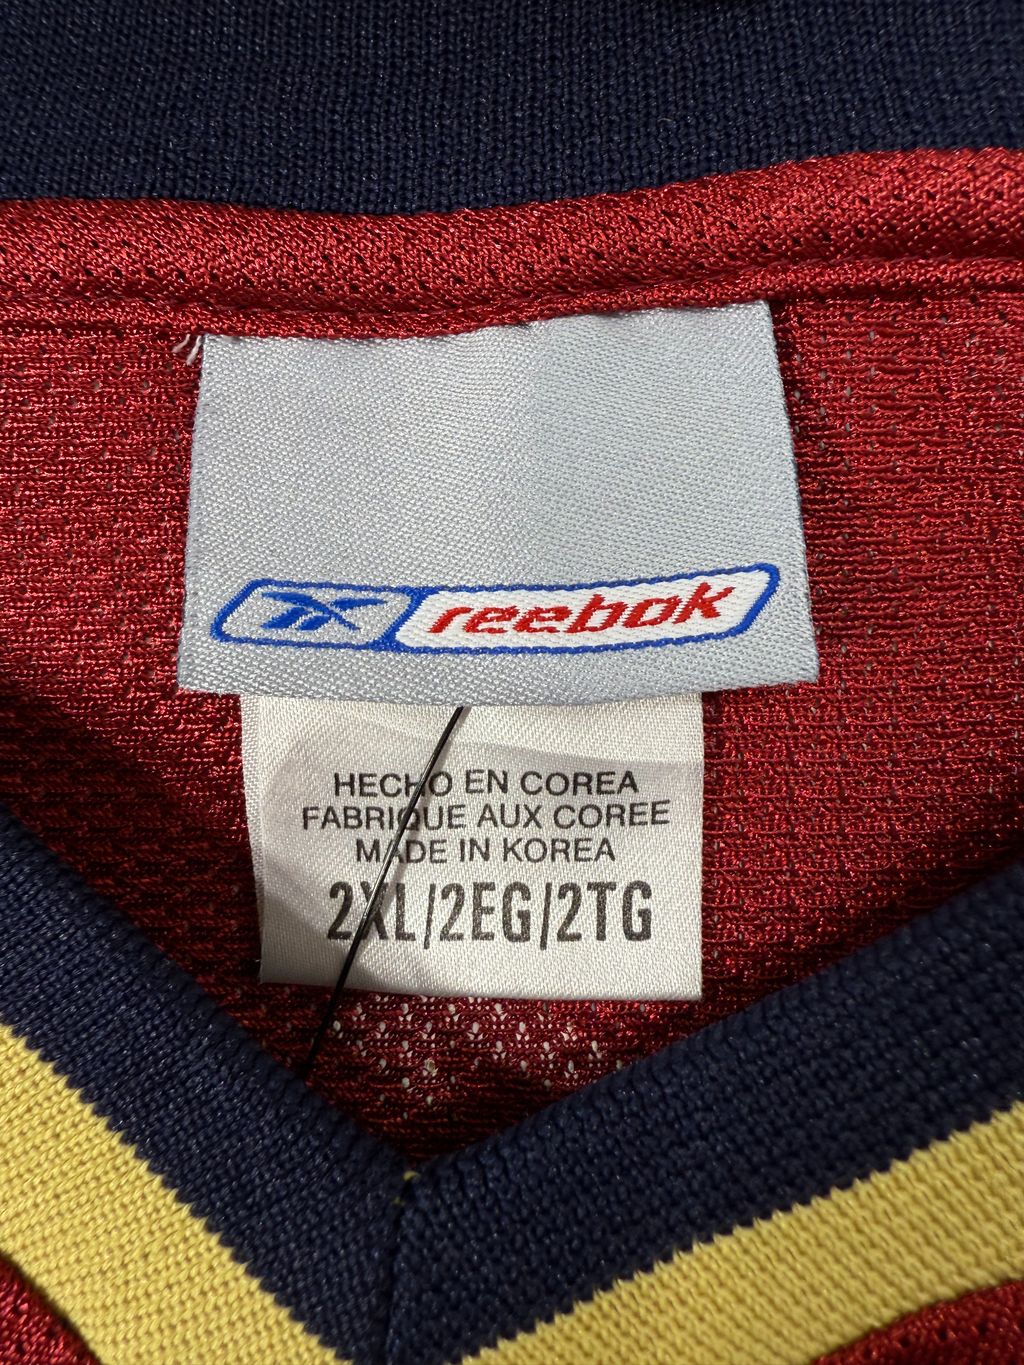 reebok
HECHO EN COREA
FABRIQUE AUX COREE
MADE IN KOREA
2XL/2EG/2TG